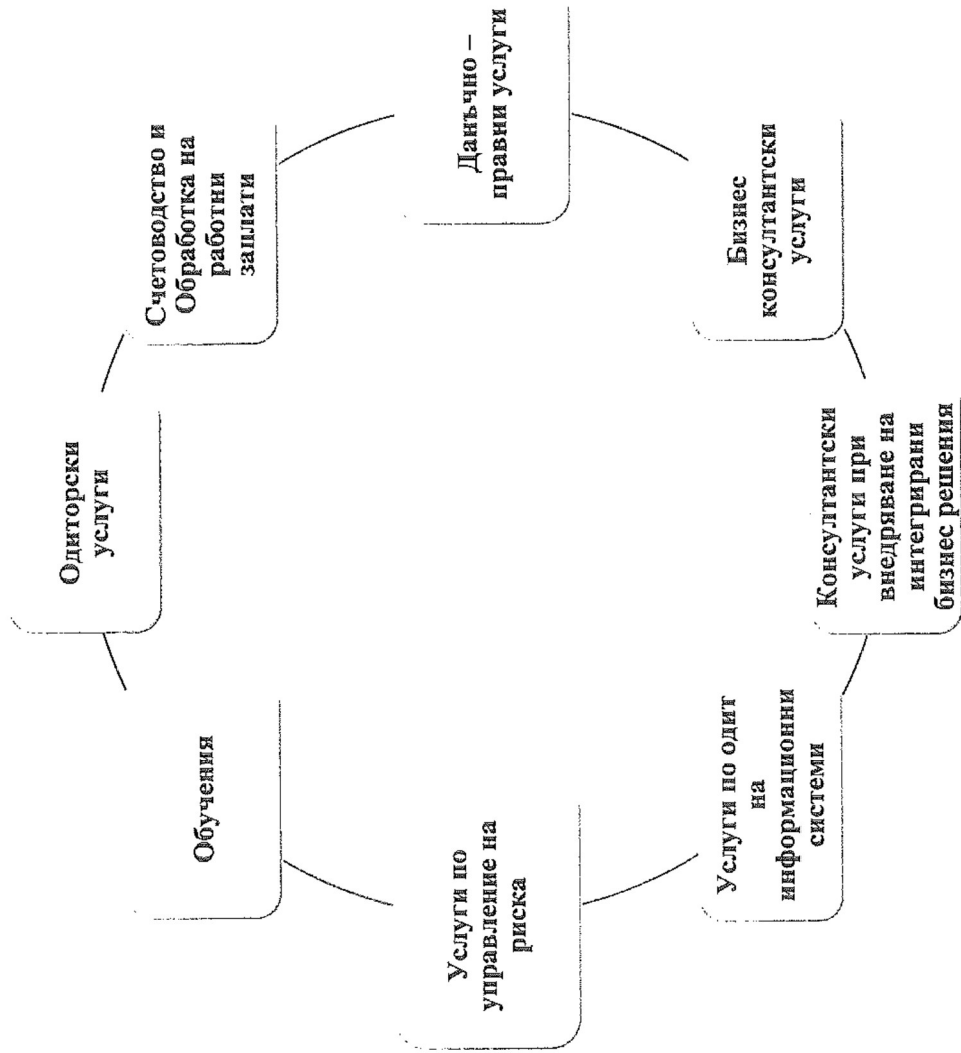 Одиторски
услуги
Счетоводство и
Обработка на
работни
заплати
Данъчно –
правни услуги
Бизнес
консултантски
услуги
Консултантски
услуги при
внедряване на
интегрирани
бизнес решения
Услуги по одит
на
информационни
системи
Услуги по
управление на
риска
Обучения